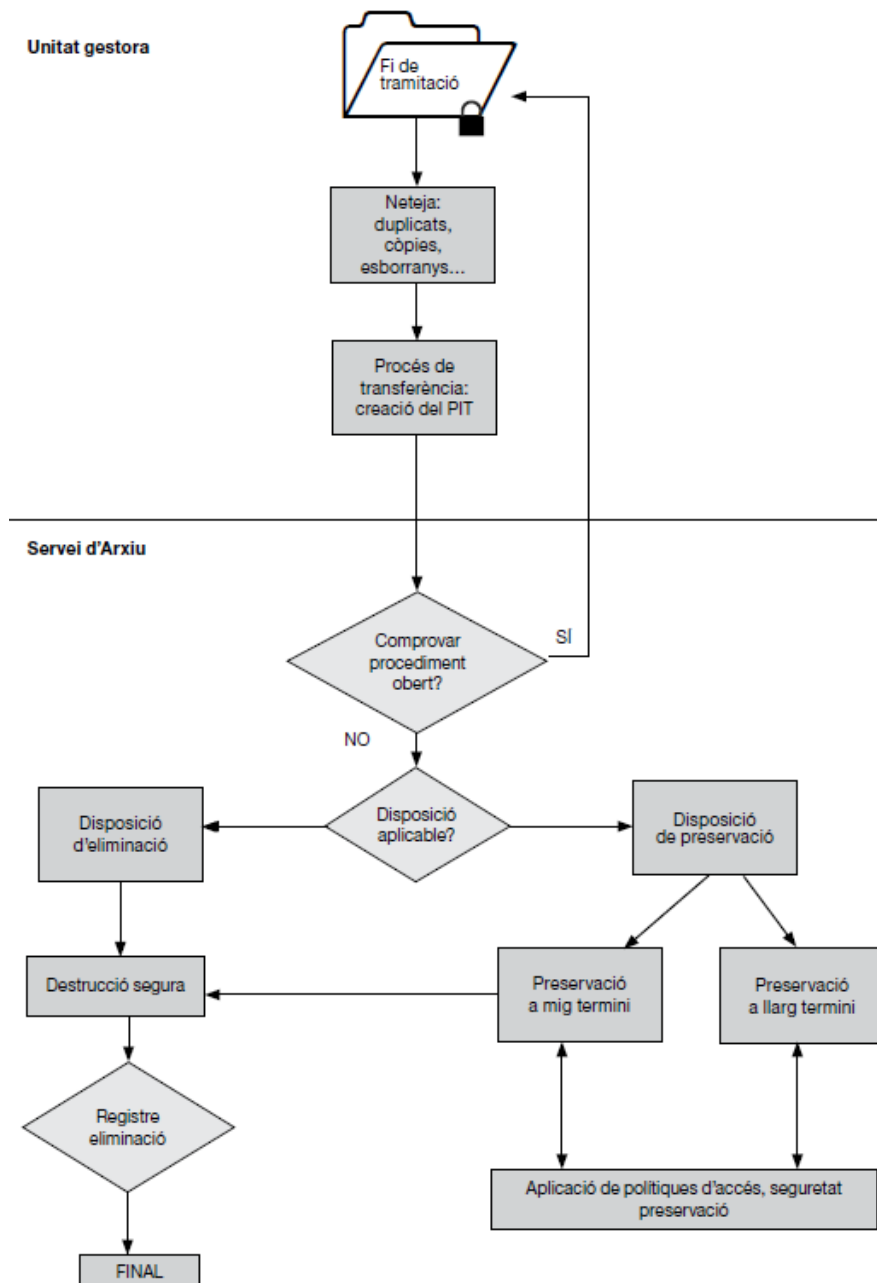 Unitat gestora
Fi de
tramitació
Neteja:
duplicats,
còpies,
esborranys...
Procés de
transferència:
creació del PIT
Servei d'Arxiu
Comprovar
procediment
obert?
SÍ
NO
Disposició
d'eliminació
Disposició
aplicable?
Disposició
de preservació
Destrucció segura
Preservació
a mig termini
Preservació
a llarg termini
Registre
eliminació
Aplicació de polítiques d'accés, seguretat
preservació
FINAL